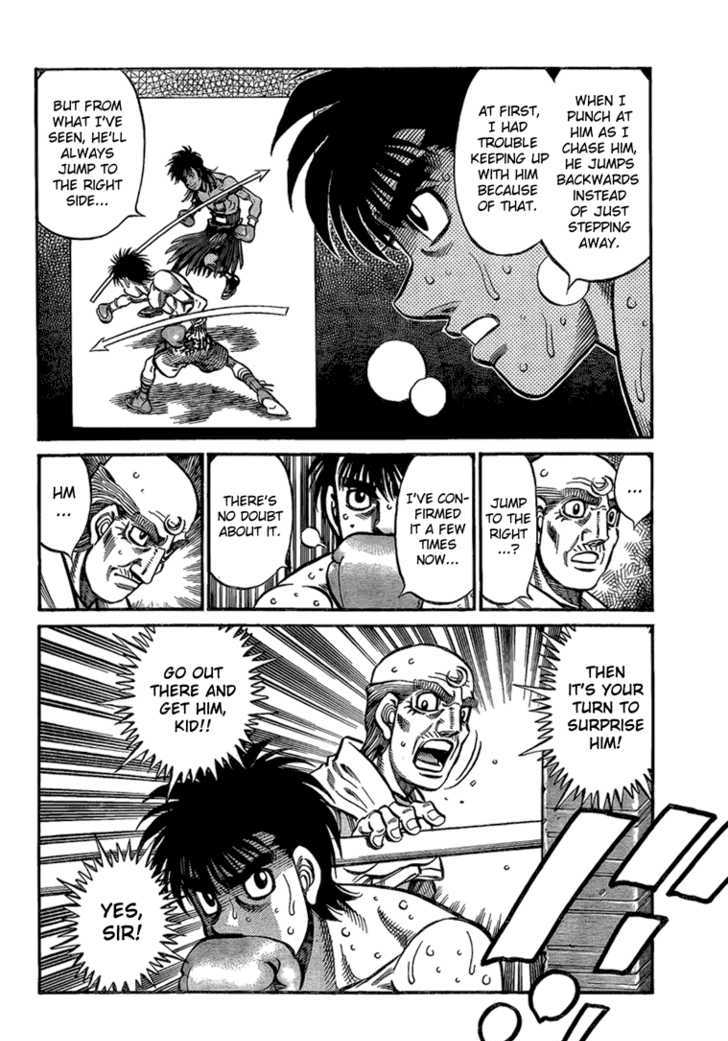 WHEN I
PUNCH AT
HIM AS I
CHASE HIM,
HE JUMPS
BACKWARDS
INSTEAD
OF JUST
STEPPING
AWAY.
AT FIRST,
I HAD
TROUBLE
KEEPING UP
WITH HIM
BECAUSE
OF THAT.
BUT FROM
WHAT I'VE
SEEN, HE'LL
ALWAYS
JUMP TO
THE RIGHT
SIDE...
...
JUMP
TO THE
RIGHT
...?
I'VE CON-
FIRMED
IT A FEW
TIMES
NOW...
THERE'S
NO DOUBT
ABOUT IT.
HM
...
THEN
IT'S YOUR
TURN TO
SURPRISE
HIM!
GO OUT
THERE AND
GET HIM,
KID!!
YES,
SIR!